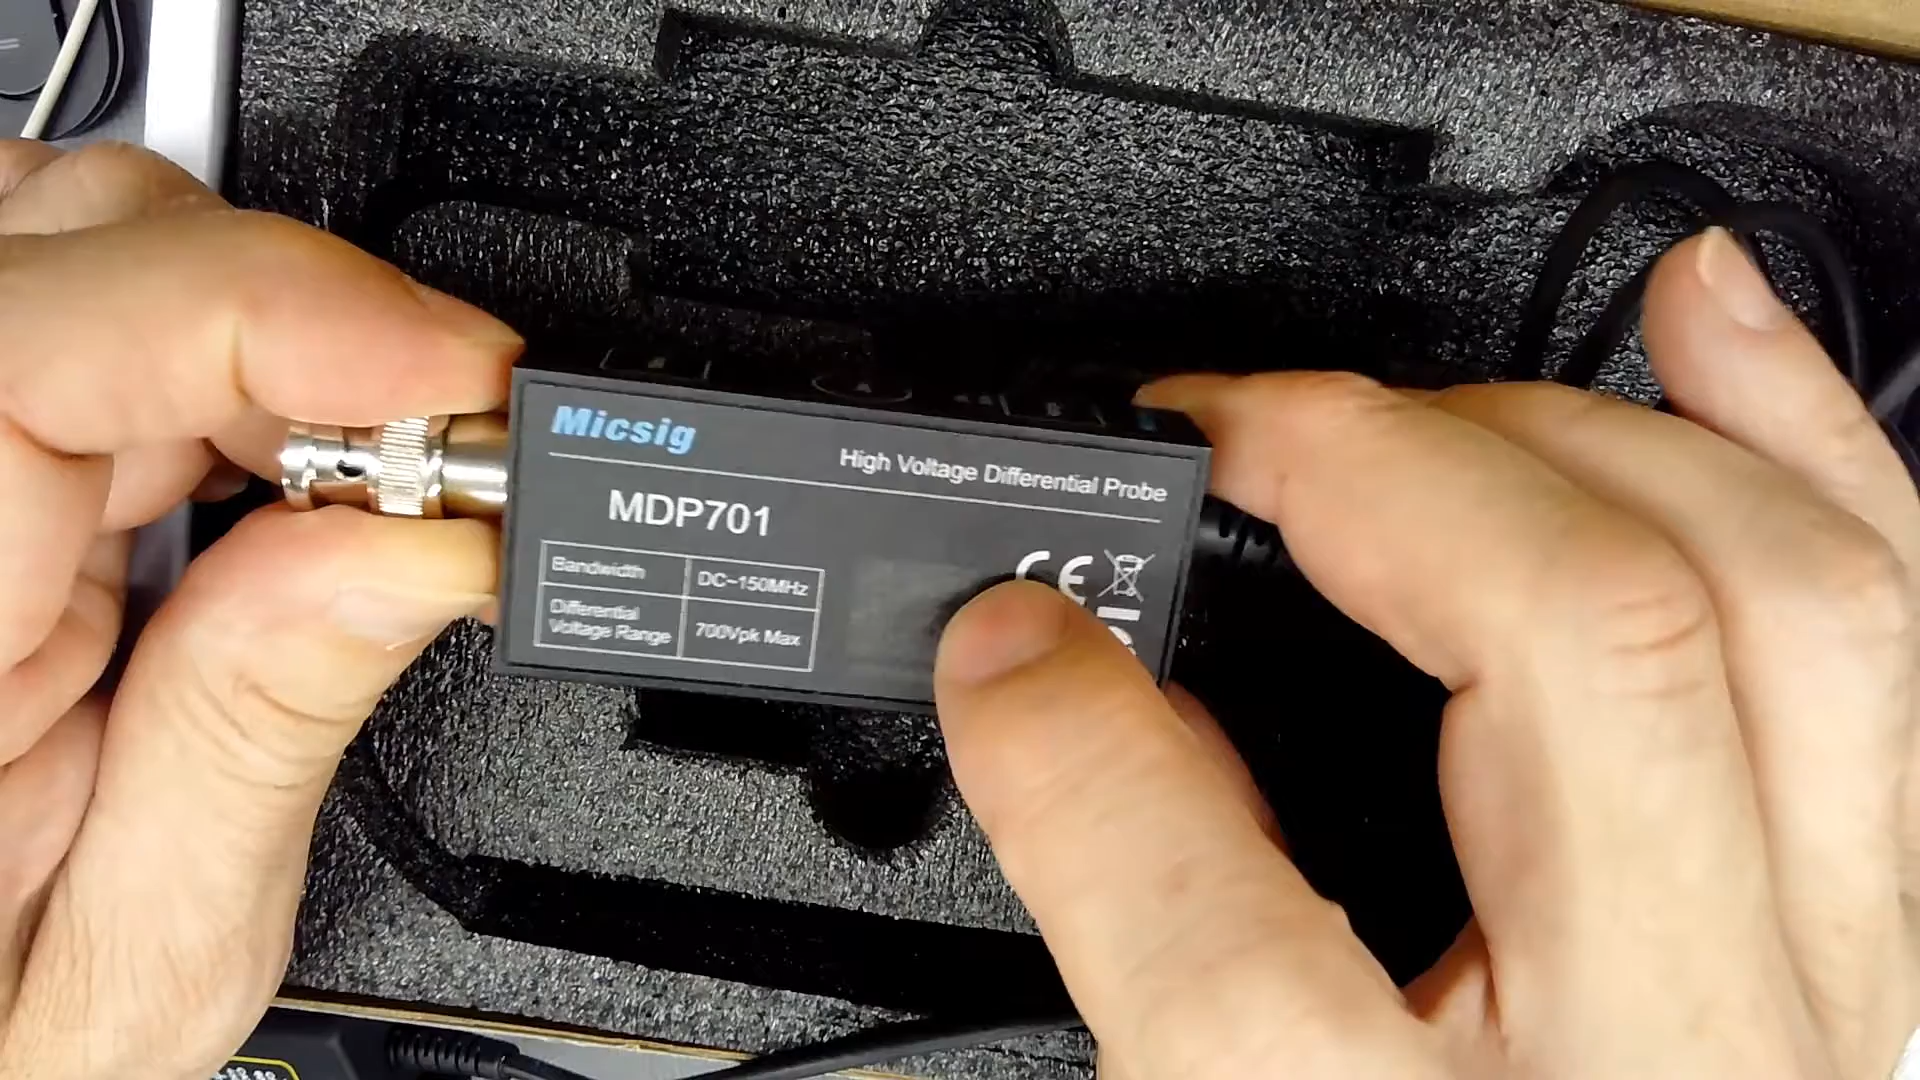 Micsig
High Voltage Differential Probe
MDP701
Bandwidth DC~150MHz
Differential
Voltage Range 700Vpk Max
CE